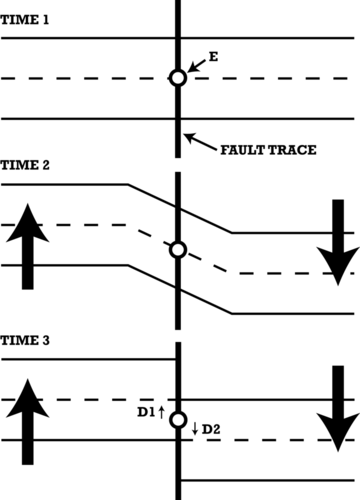 TIME 1
E
FAULT TRACE
TIME 2
TIME 3
D1
D2